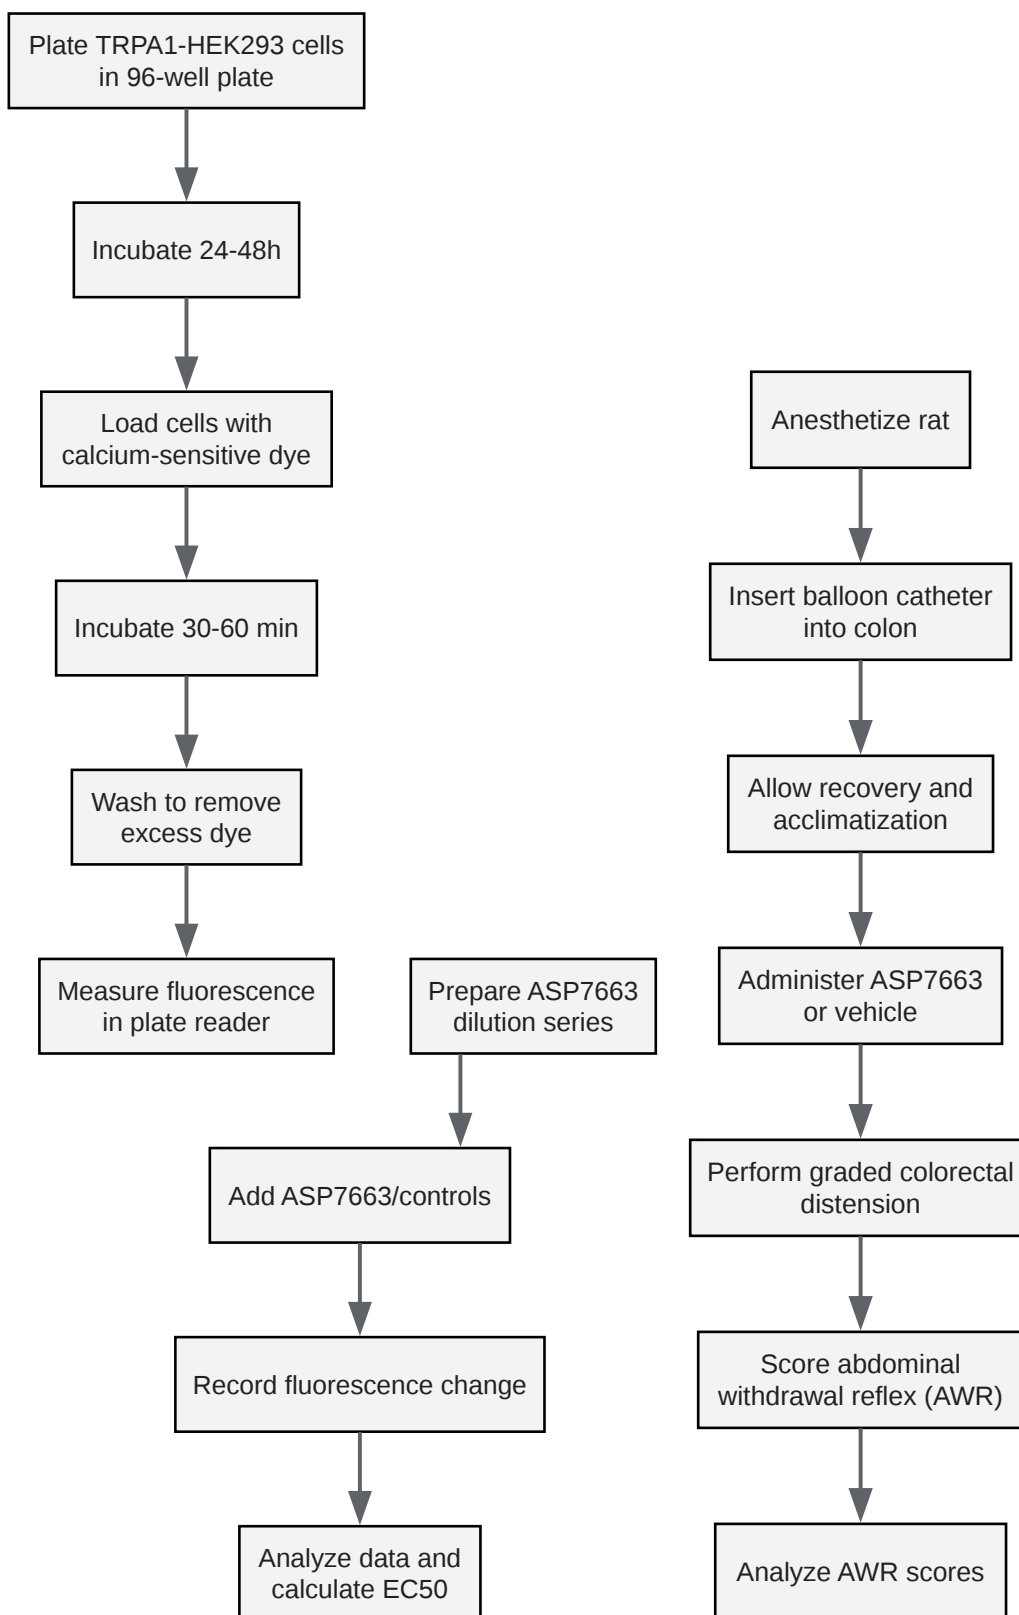 Plate TRPA1-HEK293 cells
in 96-well plate
Incubate 24-48h
Load cells with
calcium-sensitive dye
Incubate 30-60 min
Wash to remove
excess dye
Measure fluorescence
in plate reader
Prepare ASP7663
dilution series
Add ASP7663/controls
Record fluorescence change
Analyze data and
calculate EC50
Anesthetize rat
Insert balloon catheter
into colon
Allow recovery and
acclimatization
Administer ASP7663
or vehicle
Perform graded colorectal
distension
Score abdominal
withdrawal reflex (AWR)
Analyze AWR scores